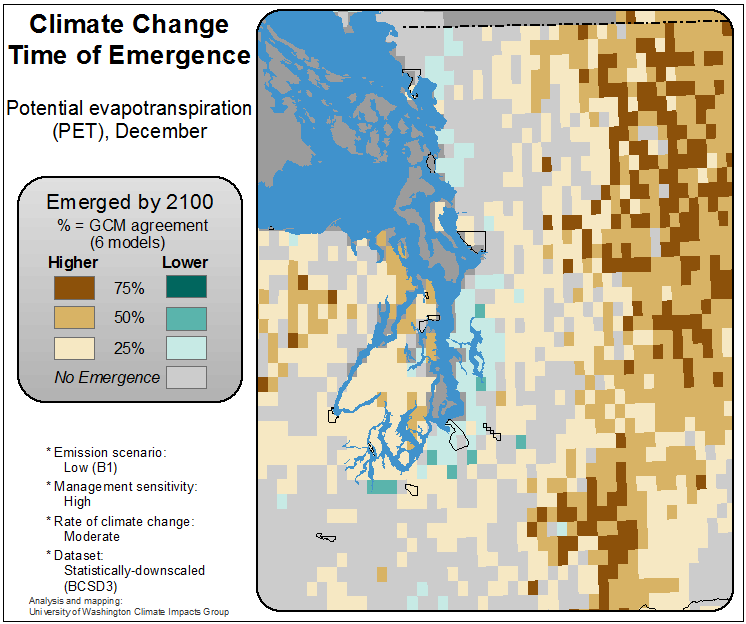 Climate Change
Time of Emergence
Potential evapotranspiration
(PET), December
Emerged by 2100
% = GCM agreement
(6 models)
Higher Lower
75%
50%
25%
No Emergence
* Emission scenario:
Low (B1)
* Management sensitivity:
High
* Rate of climate change:
Moderate
* Dataset:
Statistically-downscaled
(BCSD3)
Analysis and mapping:
University of Washington Climate Impacts Group